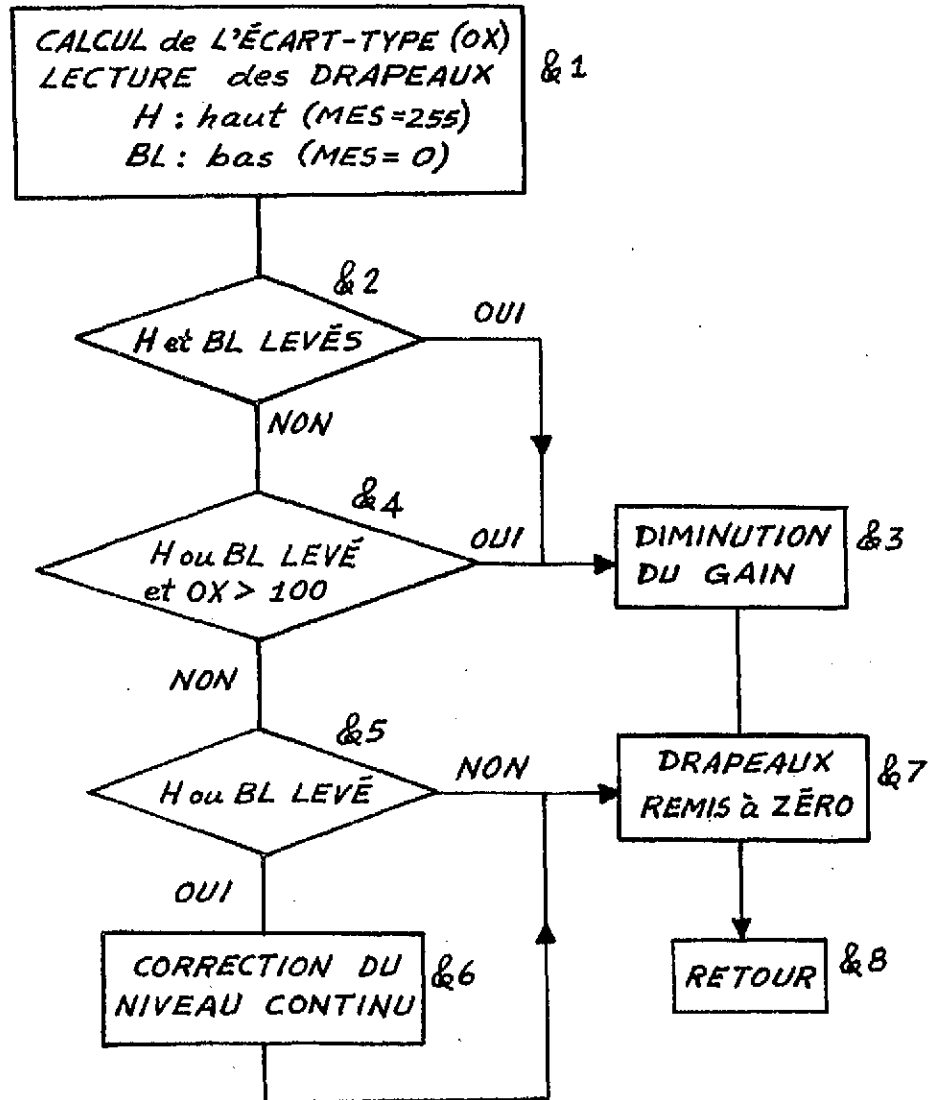 CALCUL de L'ÉCART-TYPE (OX)
LECTURE des DRAPEAUX
H : haut (MES=255)
BL : bas (MES= 0)
&1
&2
H et BL LEVÉS
OUI
NON
&4
H ou BL LEVÉ
et OX > 100
OUI
DIMINUTION
DU GAIN
&3
NON
&5
H ou BL LEVÉ
NON
DRAPEAUX
REMIS à ZÉRO
&7
OUI
CORRECTION DU
NIVEAU CONTINU
&6
RETOUR
&8